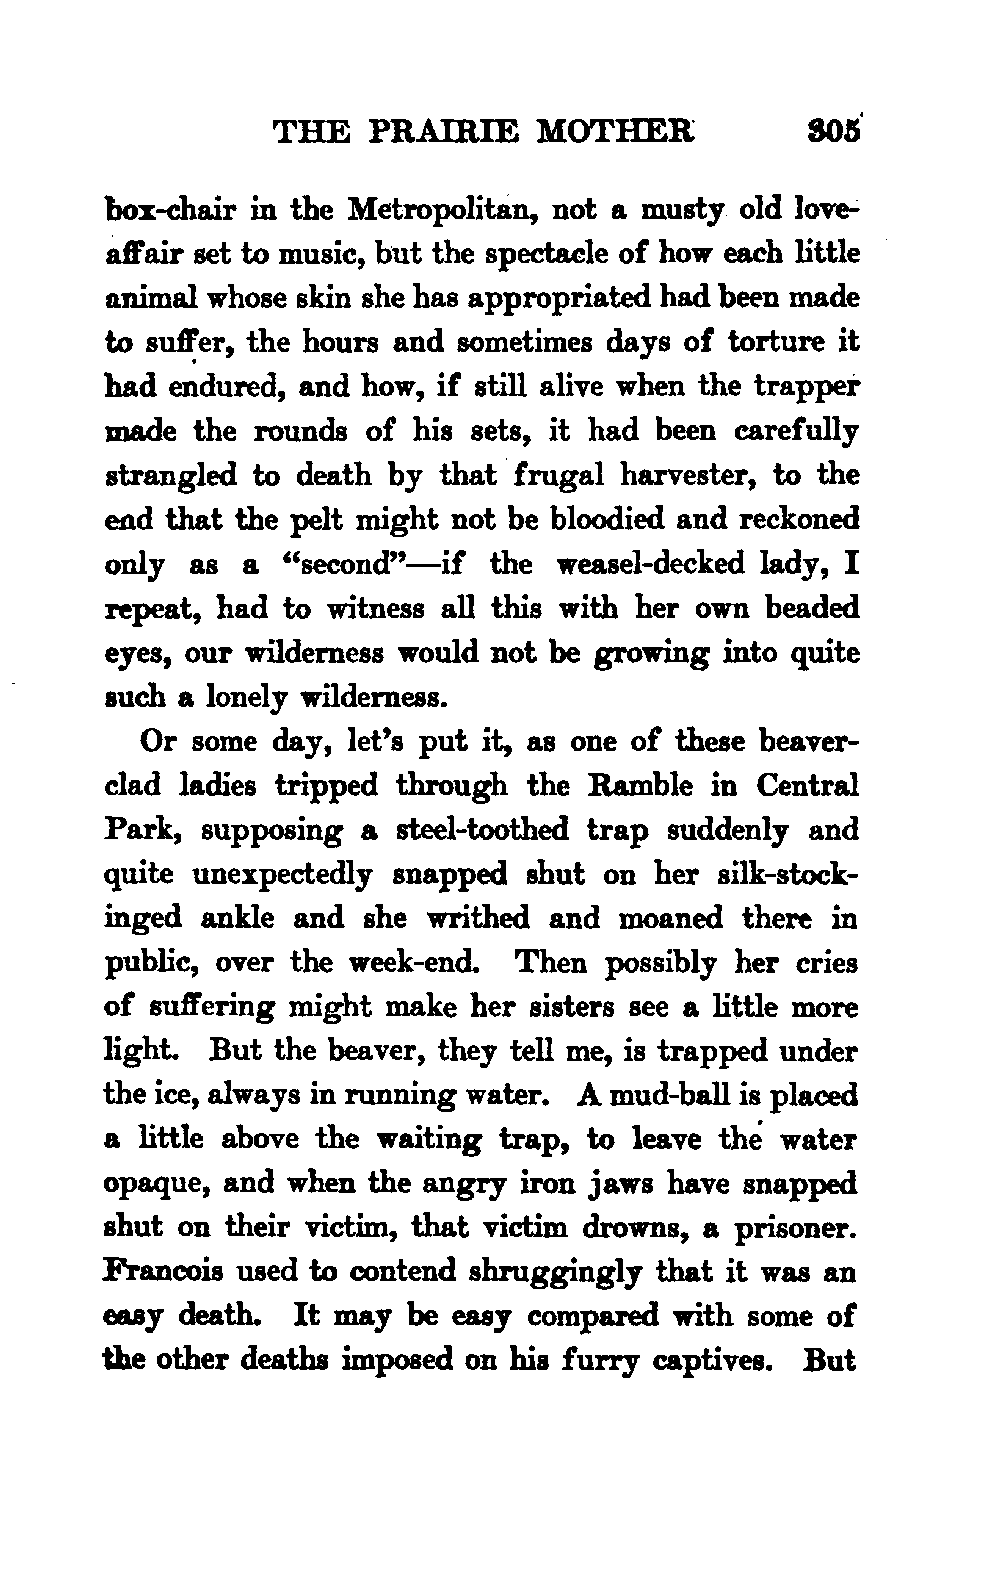 THE PRAIRIE MOTHER 305
box-chair in the Metropolitan, not a musty old love-
affair set to music, but the spectacle of how each little
animal whose skin she has appropriated had been made
to suffer, the hours and sometimes days of torture it
had endured, and how, if still alive when the trapper
made the rounds of his sets, it had been carefully
strangled to death by that frugal harvester, to the
end that the pelt might not be bloodied and reckoned
only as a “second”—if the weasel-decked lady, I
repeat, had to witness all this with her own beaded
eyes, our wilderness would not be growing into quite
such a lonely wilderness.
Or some day, let’s put it, as one of these beaver-
clad ladies tripped through the Ramble in Central
Park, supposing a steel-toothed trap suddenly and
quite unexpectedly snapped shut on her silk-stock-
inged ankle and she writhed and moaned there in
public, over the week-end. Then possibly her cries
of suffering might make her sisters see a little more
light. But the beaver, they tell me, is trapped under
the ice, always in running water. A mud-ball is placed
a little above the waiting trap, to leave the water
opaque, and when the angry iron jaws have snapped
shut on their victim, that victim drowns, a prisoner.
Francois used to contend shruggingly that it was an
easy death. It may be easy compared with some of
the other deaths imposed on his furry captives. But